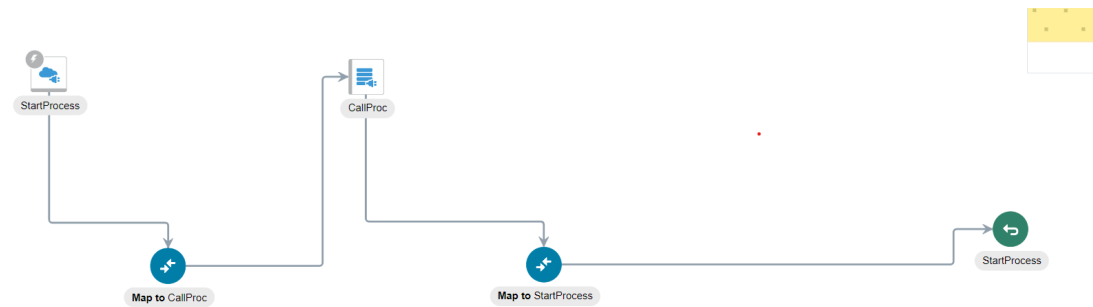 StartProcess
CallProc
StartProcess
Map to CallProc
Map to StartProcess